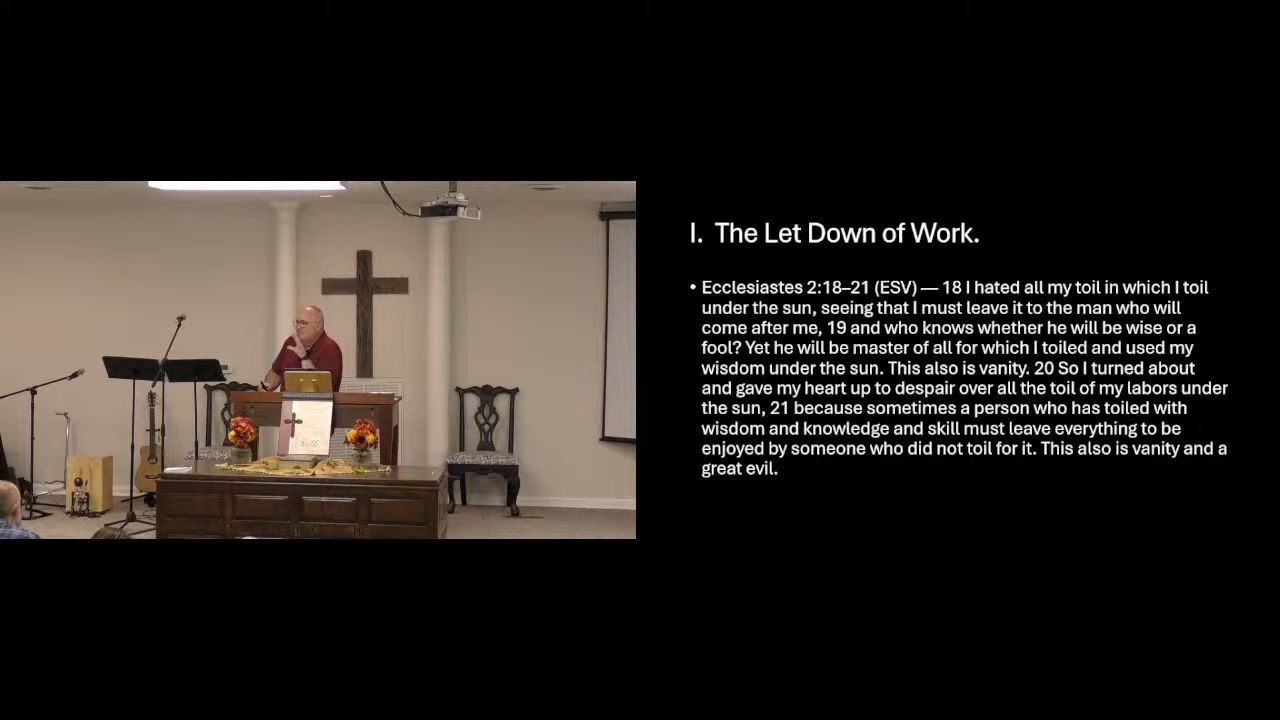 I. The Let Down of Work.
• Ecclesiastes 2:18–21 (ESV) — 18 I hated all my toil in which I toil
under the sun, seeing that I must leave it to the man who will
come after me, 19 and who knows whether he will be wise or a
fool? Yet he will be master of all for which I toiled and used my
wisdom under the sun. This also is vanity. 20 So I turned about
and gave my heart up to despair over all the toil of my labors under
the sun, 21 because sometimes a person who has toiled with
wisdom and knowledge and skill must leave everything to be
enjoyed by someone who did not toil for it. This also is vanity and a
great evil.
Faith